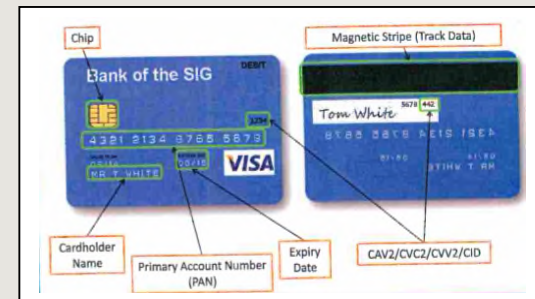 Chip
Magnetic Stripe (Track Data)
Bank of the SIG
DEBIT
1234
4321 2134 8765 5678
MR T WHITE
VISA
Tom White
5678 442
Cardholder
Name
Primary Account Number
(PAN)
Expiry
Date
CAV2/CVC2/CVV2/CID